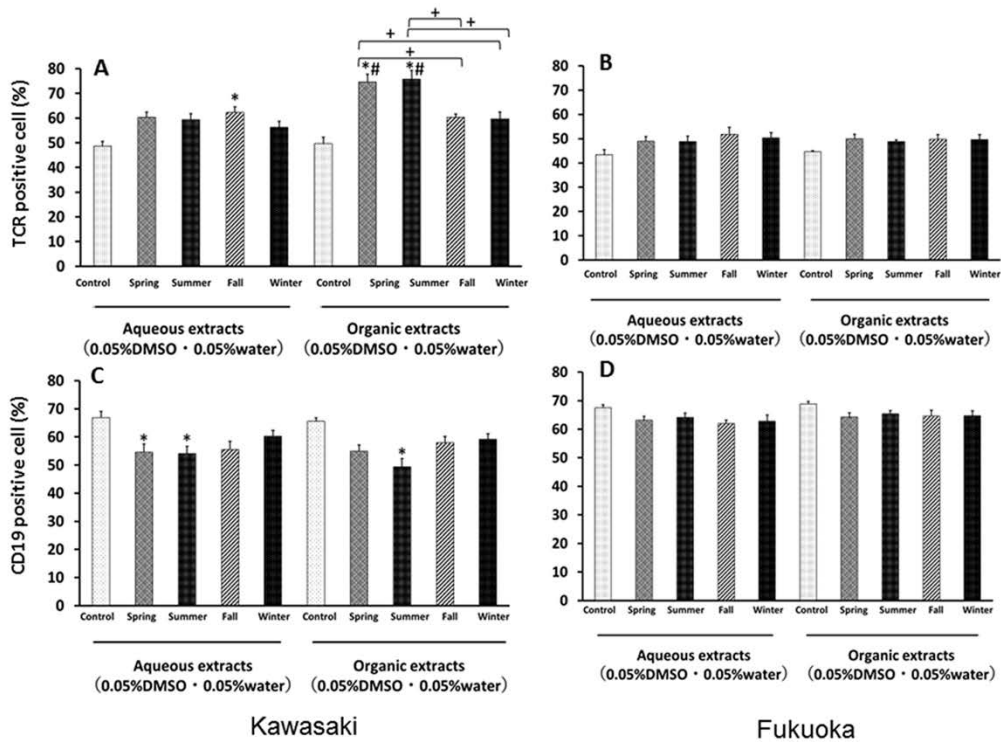 A
TCR positive cell (%)
80
70
60
50
40
30
20
10
0
*
*#
*#
+
+
+
+
Control Spring Summer Fall Winter Control Spring Summer Fall Winter
Aqueous extracts Organic extracts
(0.05%DMSO・0.05%water) (0.05%DMSO・0.05%water)
B
80
70
60
50
40
30
20
10
0
Control Spring Summer Fall Winter Control Spring Summer Fall Winter
Aqueous extracts Organic extracts
(0.05%DMSO・0.05%water) (0.05%DMSO・0.05%water)
C
CD19 positive cell (%)
80
70
60
50
40
30
20
10
0
*
*
*
Control Spring Summer Fall Winter Control Spring Summer Fall Winter
Aqueous extracts Organic extracts
(0.05%DMSO・0.05%water) (0.05%DMSO・0.05%water)
D
80
70
60
50
40
30
20
10
0
Control Spring Summer Fall Winter Control Spring Summer Fall Winter
Aqueous extracts Organic extracts
(0.05%DMSO・0.05%water) (0.05%DMSO・0.05%water)
Kawasaki Fukuoka